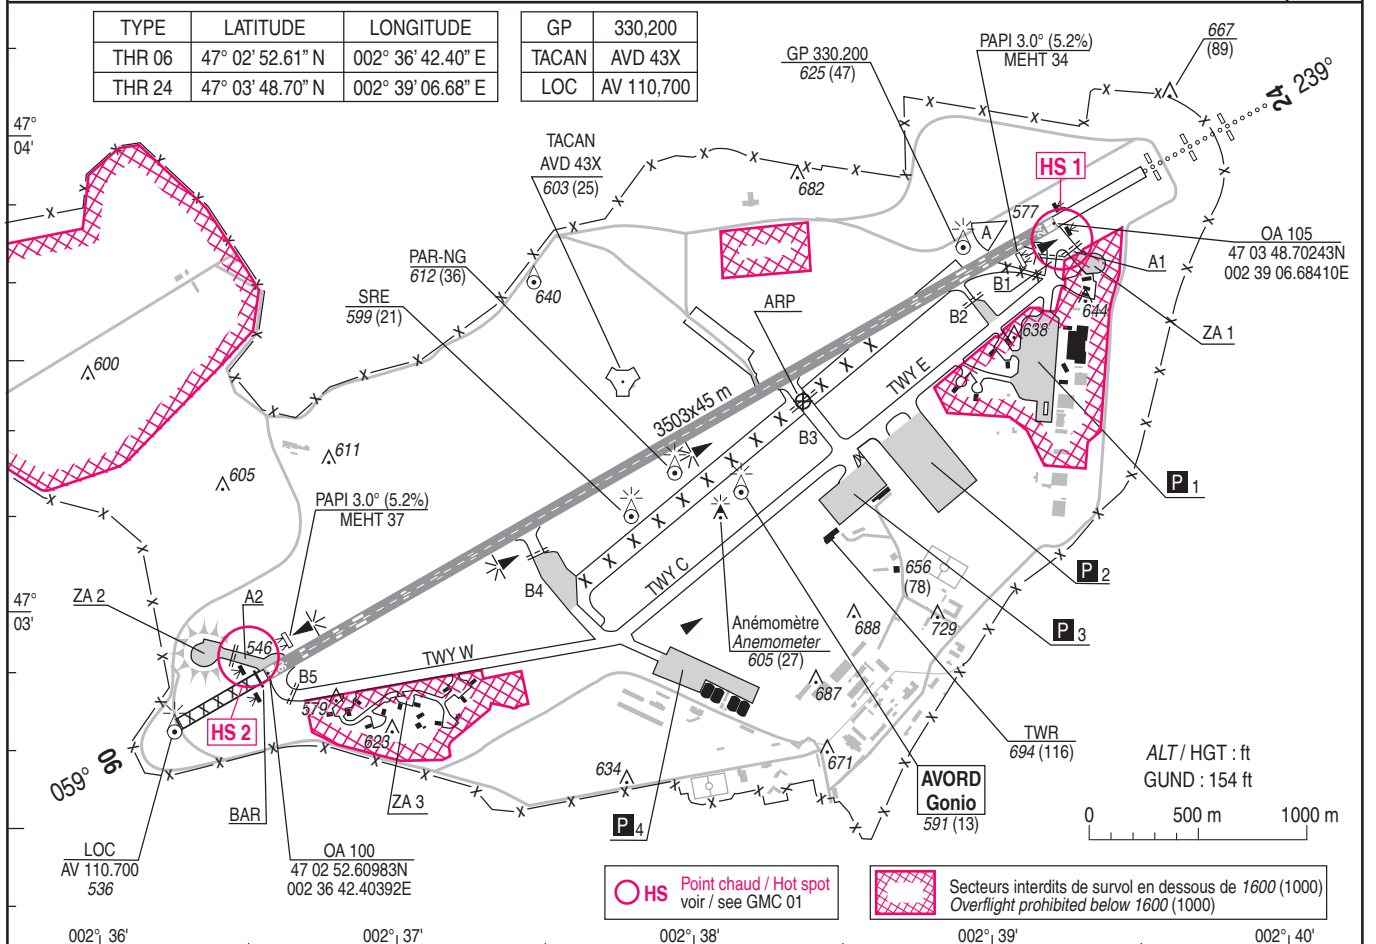 TYPE LATITUDE LONGITUDE
THR 06 47° 02' 52.61" N 002° 36' 42.40" E
THR 24 47° 03' 48.70" N 002° 39' 06.68" E
GP 330,200
TACAN AVD 43X
LOC AV 110,700
GP 330.200
625 (47)
PAPI 3.0° (5.2%)
MEHT 34
667
(89)
24 239°
47°
04'
TACAN
AVD 43X
603 (25)
682
HS 1
577
A
OA 105
47 03 48.70243N
002 39 06.68410E
A1
PAR-NG
612 (36)
640
SRE
599 (21)
ARP
B1
B2
644
638
ZA 1
600
TWY E
3503x45 m
B3
611
605
P 1
PAPI 3.0° (5.2%)
MEHT 37
656
(78)
P 2
TWY C
B4
47°
03'
ZA 2
A2
546
Anémomètre
Anemometer
605 (27)
688
729
P 3
TWY W
B5
579
687
HS 2
623
TWR
694 (116)
671
634
059° 06
ZA 3
BAR
AVORD
Gonio
591 (13)
P 4
ALT / HGT : ft
GUND : 154 ft
0 500 m 1000 m
LOC
AV 110.700
536
OA 100
47 02 52.60983N
002 36 42.40392E
HS Point chaud / Hot spot
voir / see GMC 01
Secteurs interdits de survol en dessous de 1600 (1000)
Overflight prohibited below 1600 (1000)
002° 36' 002° 37' 002° 38' 002° 39' 002° 40'